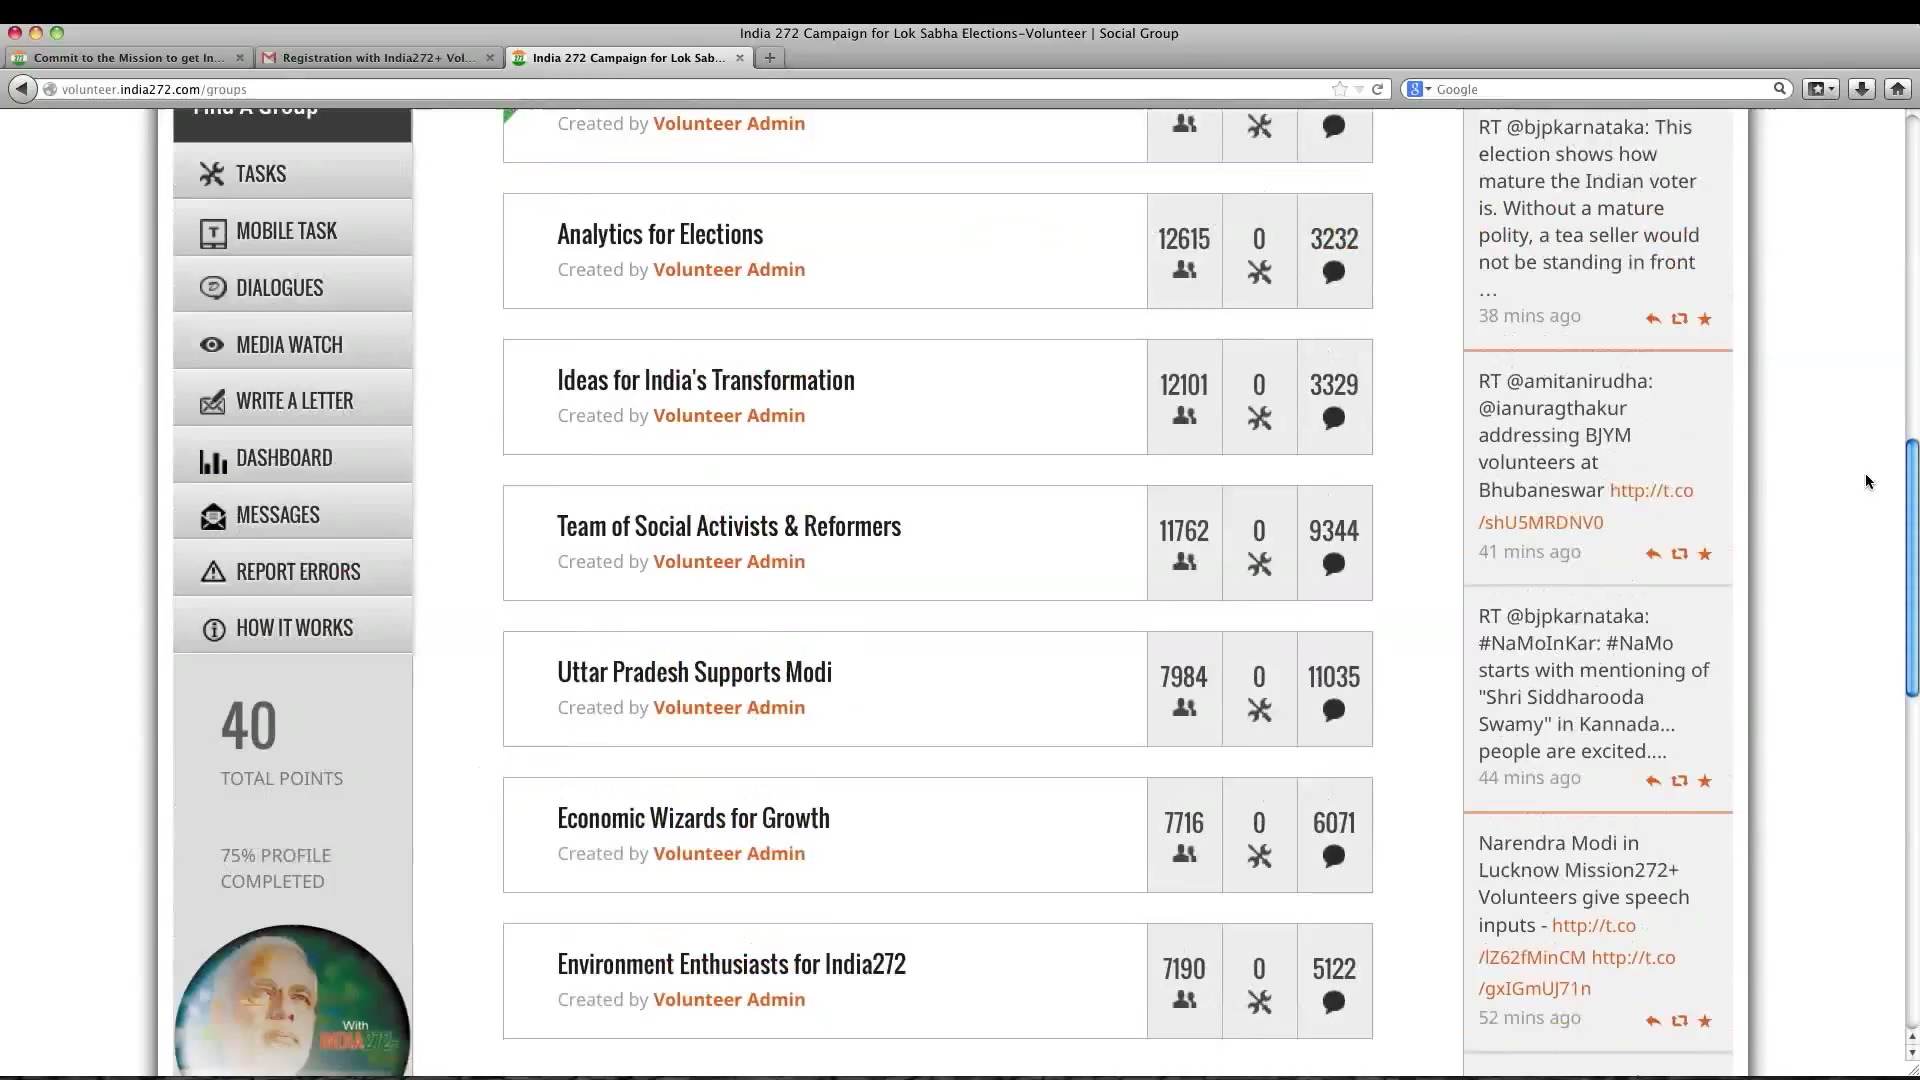 India 272 Campaign for Lok Sabha Elections-Volunteer | Social Group
Commit to the Mission to get In...
Registration with India272+ Vol...
India 272 Campaign for Lok Sab...
volunteer.india272.com/groups
Google
Find A Group
TASKS
MOBILE TASK
DIALOGUES
MEDIA WATCH
WRITE A LETTER
DASHBOARD
MESSAGES
REPORT ERRORS
HOW IT WORKS
40
TOTAL POINTS
75% PROFILE
COMPLETED
With
INDIA272+
Created by Volunteer Admin
Analytics for Elections
Created by Volunteer Admin
12615 0 3232
Ideas for India's Transformation
Created by Volunteer Admin
12101 0 3329
Team of Social Activists & Reformers
Created by Volunteer Admin
11762 0 9344
Uttar Pradesh Supports Modi
Created by Volunteer Admin
7984 0 11035
Economic Wizards for Growth
Created by Volunteer Admin
7716 0 6071
Environment Enthusiasts for India272
Created by Volunteer Admin
7190 0 5122
RT @bjpkarnataka: This
election shows how
mature the Indian voter
is. Without a mature
polity, a tea seller would
not be standing in front
...
38 mins ago
RT @amitanirudha:
@ianuragthakur
addressing BJYM
volunteers at
Bhubaneswar http://t.co
/shU5MRDNV0
41 mins ago
RT @bjpkarnataka:
#NaMoInKar: #NaMo
starts with mentioning of
"Shri Siddharooda
Swamy" in Kannada...
people are excited....
44 mins ago
Narendra Modi in
Lucknow Mission272+
Volunteers give speech
inputs - http://t.co
/lZ62fMinCM http://t.co
/gxIGmUJ71n
52 mins ago